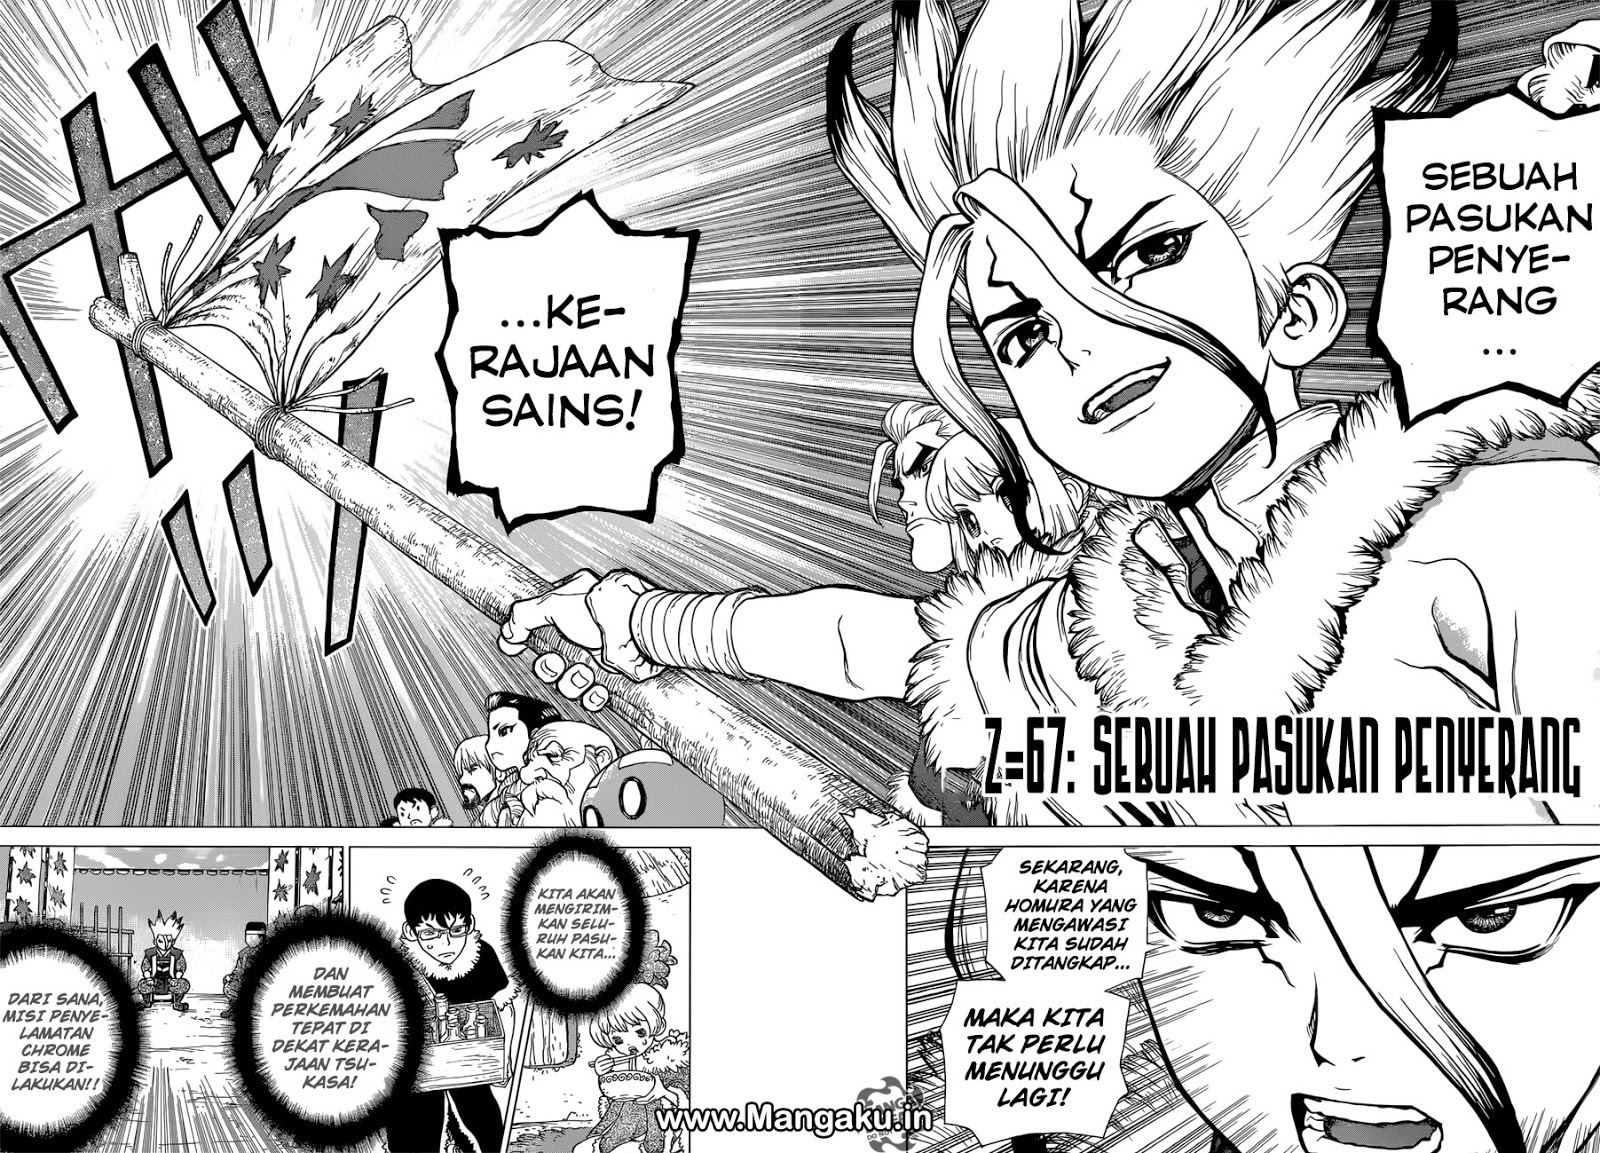 SEBUAH
PASUKAN
PENYE-
RANG
...
...KE-
RAJAAN
SAINS!
Z=67: SEBUAH PASUKAN PENYERANG
SEKARANG,
KARENA
HOMURA YANG
MENGAWASI
KITA SUDAH
DITANGKAP...
MAKA KITA
TAK PERLU
MENUNGGU
LAGI!
KITA AKAN
MENGIRIM-
KAN SELU-
RUH PASU-
KAN KITA...
DAN
MEMBUAT
PERKEMAHAN
TEPAT DI
DEKAT KERA-
JAAN TSU-
KASA!
DARI SANA,
MISI PENYE-
LAMATAN
CHROME
BISA DI-
LAKUKAN!!
www.Mangaku.in